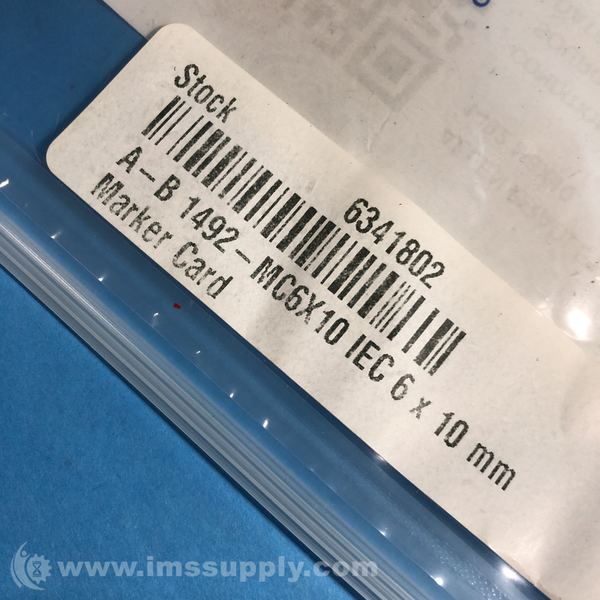 Stock
6341802
A-B 1492-MC6X10 IEC 6 x 10 mm
Marker Card
www.imssupply.com